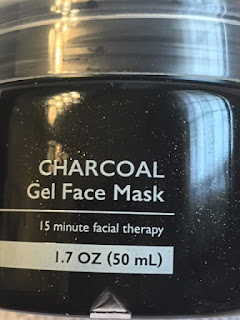 CHARCOAL
Gel Face Mask
15 minute facial therapy
1.7 OZ (50 mL)